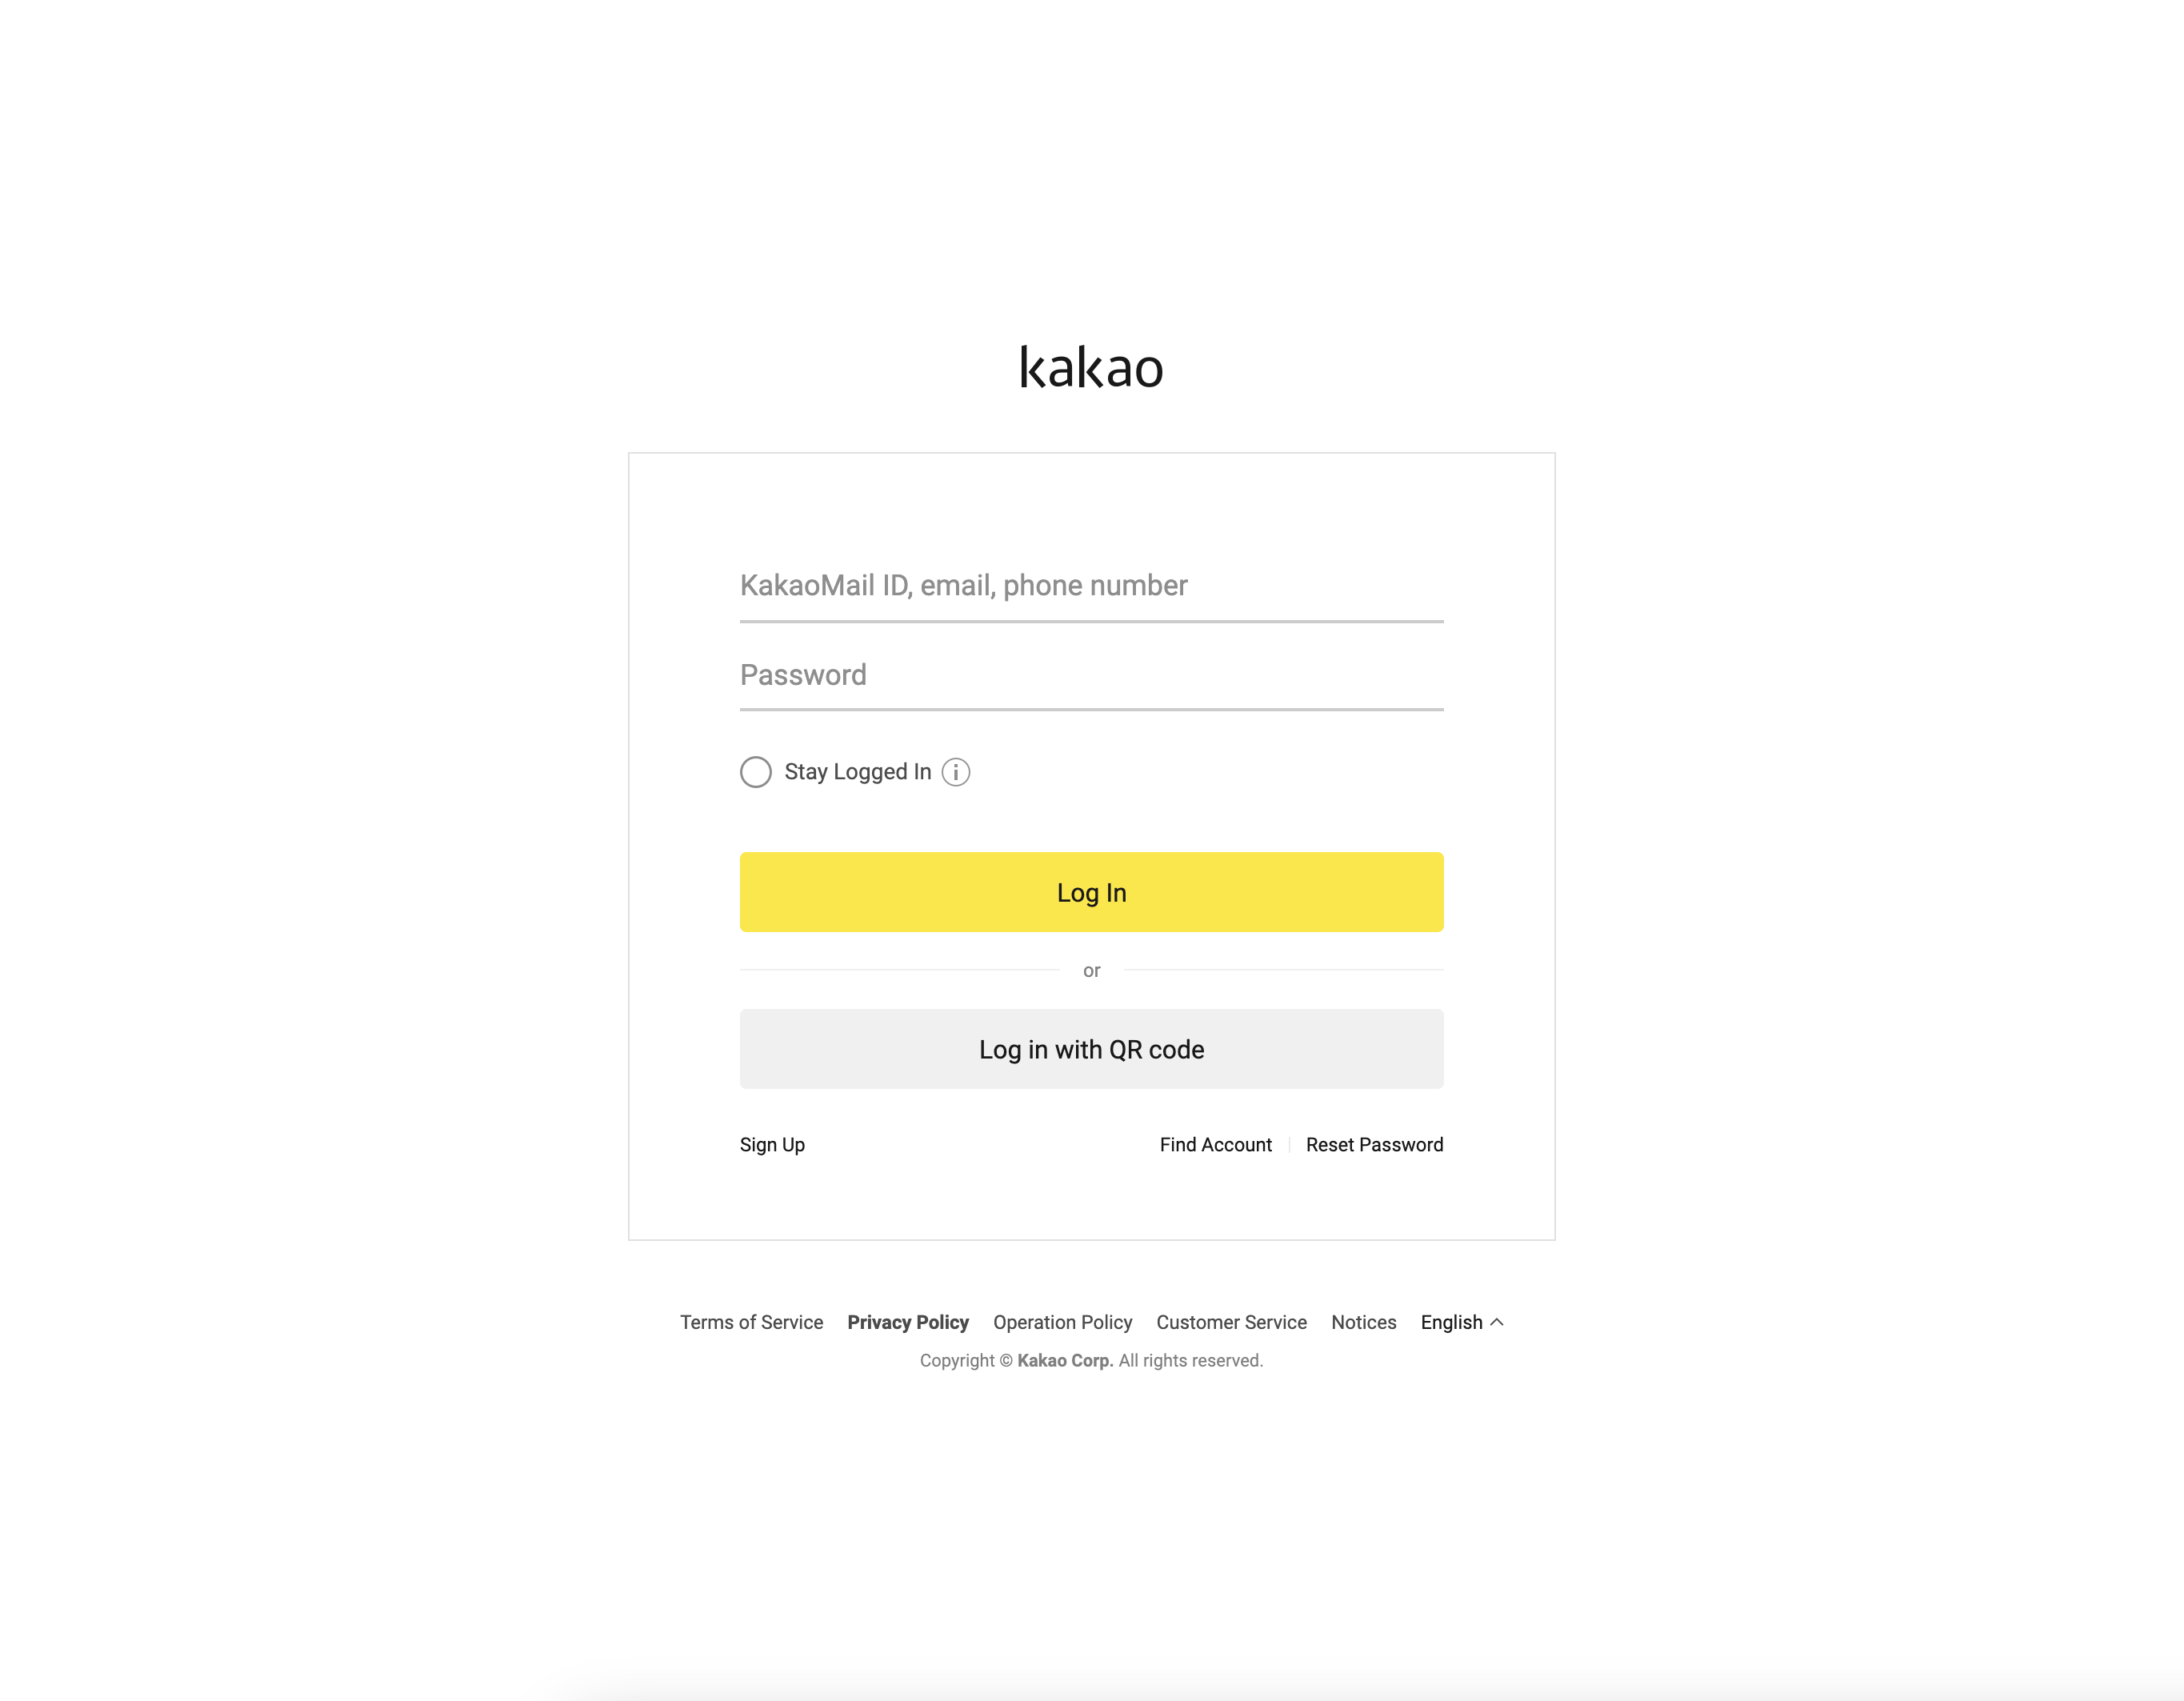 kakao
KakaoMail ID, email, phone number
Password
Stay Logged In
Log In
or
Log in with QR code
Sign Up Find Account Reset Password
Terms of Service Privacy Policy Operation Policy Customer Service Notices English
Copyright © Kakao Corp. All rights reserved.